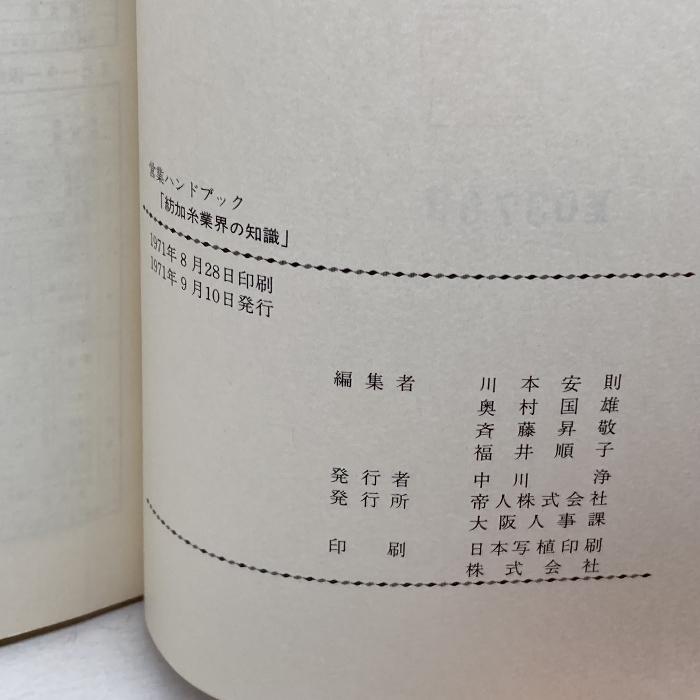 営業ハンドブック
「紡加糸業界の知識」
1971年8月28日印刷
1971年9月10日発行
編集者 川本安則
奥村国雄
斉藤昇敬
福井順子
発行者 中川浄
発行所 帝人株式会社
大阪人事課
印刷 日本写植印刷
株式会社